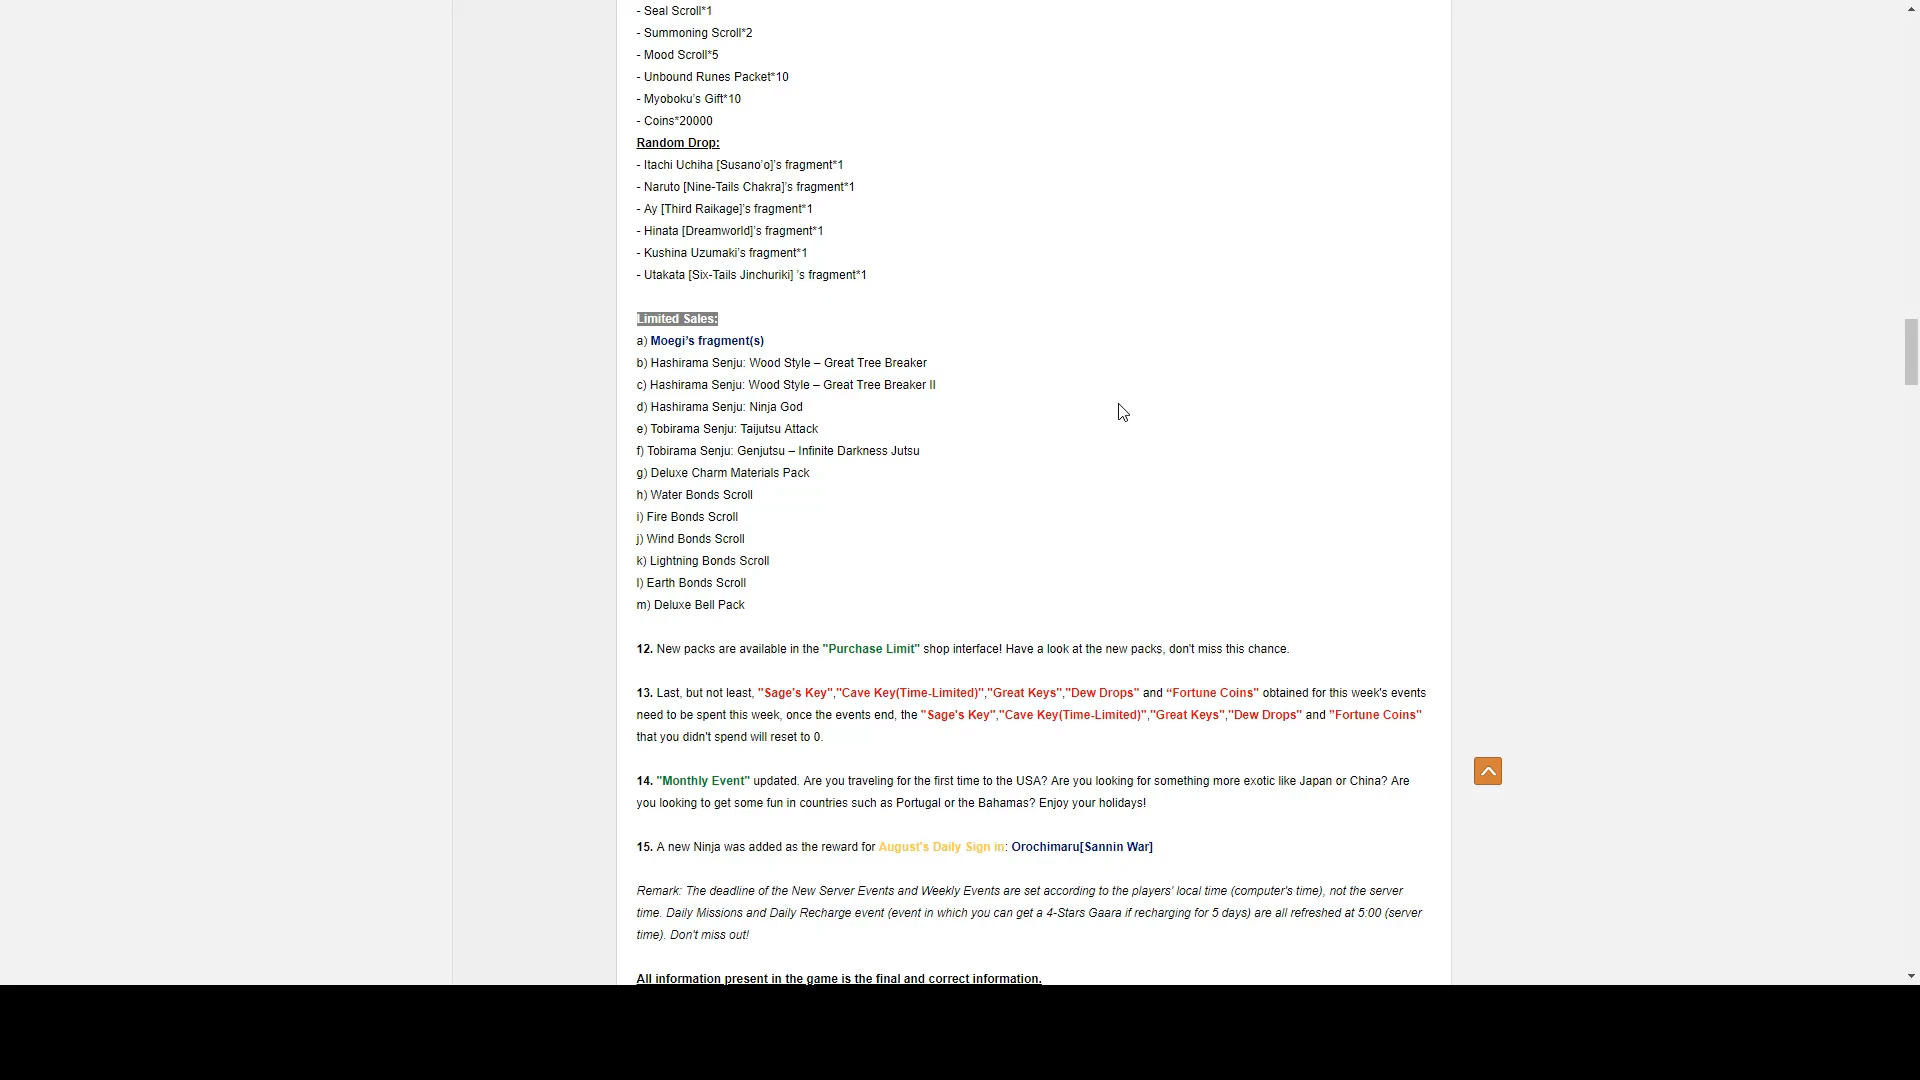 - Seal Scroll*1
- Summoning Scroll*2
- Mood Scroll*5
- Unbound Runes Packet*10
- Myoboku's Gift*10
- Coins*20000
Random Drop:
- Itachi Uchiha [Susano'o]'s fragment*1
- Naruto [Nine-Tails Chakra]'s fragment*1
- Ay [Third Raikage]'s fragment*1
- Hinata [Dreamworld]'s fragment*1
- Kushina Uzumaki's fragment*1
- Utakata [Six-Tails Jinchuriki] 's fragment*1
Limited Sales:
a) Moegi's fragment(s)
b) Hashirama Senju: Wood Style – Great Tree Breaker
c) Hashirama Senju: Wood Style – Great Tree Breaker II
d) Hashirama Senju: Ninja God
e) Tobirama Senju: Taijutsu Attack
f) Tobirama Senju: Genjutsu – Infinite Darkness Jutsu
g) Deluxe Charm Materials Pack
h) Water Bonds Scroll
i) Fire Bonds Scroll
j) Wind Bonds Scroll
k) Lightning Bonds Scroll
l) Earth Bonds Scroll
m) Deluxe Bell Pack
12. New packs are available in the "Purchase Limit" shop interface! Have a look at the new packs, don't miss this chance.
13. Last, but not least, "Sage's Key","Cave Key(Time-Limited)","Great Keys","Dew Drops" and “Fortune Coins" obtained for this week's events
need to be spent this week, once the events end, the "Sage's Key","Cave Key(Time-Limited)","Great Keys","Dew Drops" and "Fortune Coins"
that you didn't spend will reset to 0.
14. "Monthly Event" updated. Are you traveling for the first time to the USA? Are you looking for something more exotic like Japan or China? Are
you looking to get some fun in countries such as Portugal or the Bahamas? Enjoy your holidays!
15. A new Ninja was added as the reward for August's Daily Sign in: Orochimaru[Sannin War]
Remark: The deadline of the New Server Events and Weekly Events are set according to the players' local time (computer's time), not the server
time. Daily Missions and Daily Recharge event (event in which you can get a 4-Stars Gaara if recharging for 5 days) are all refreshed at 5:00 (server
time). Don't miss out!
All information present in the game is the final and correct information.